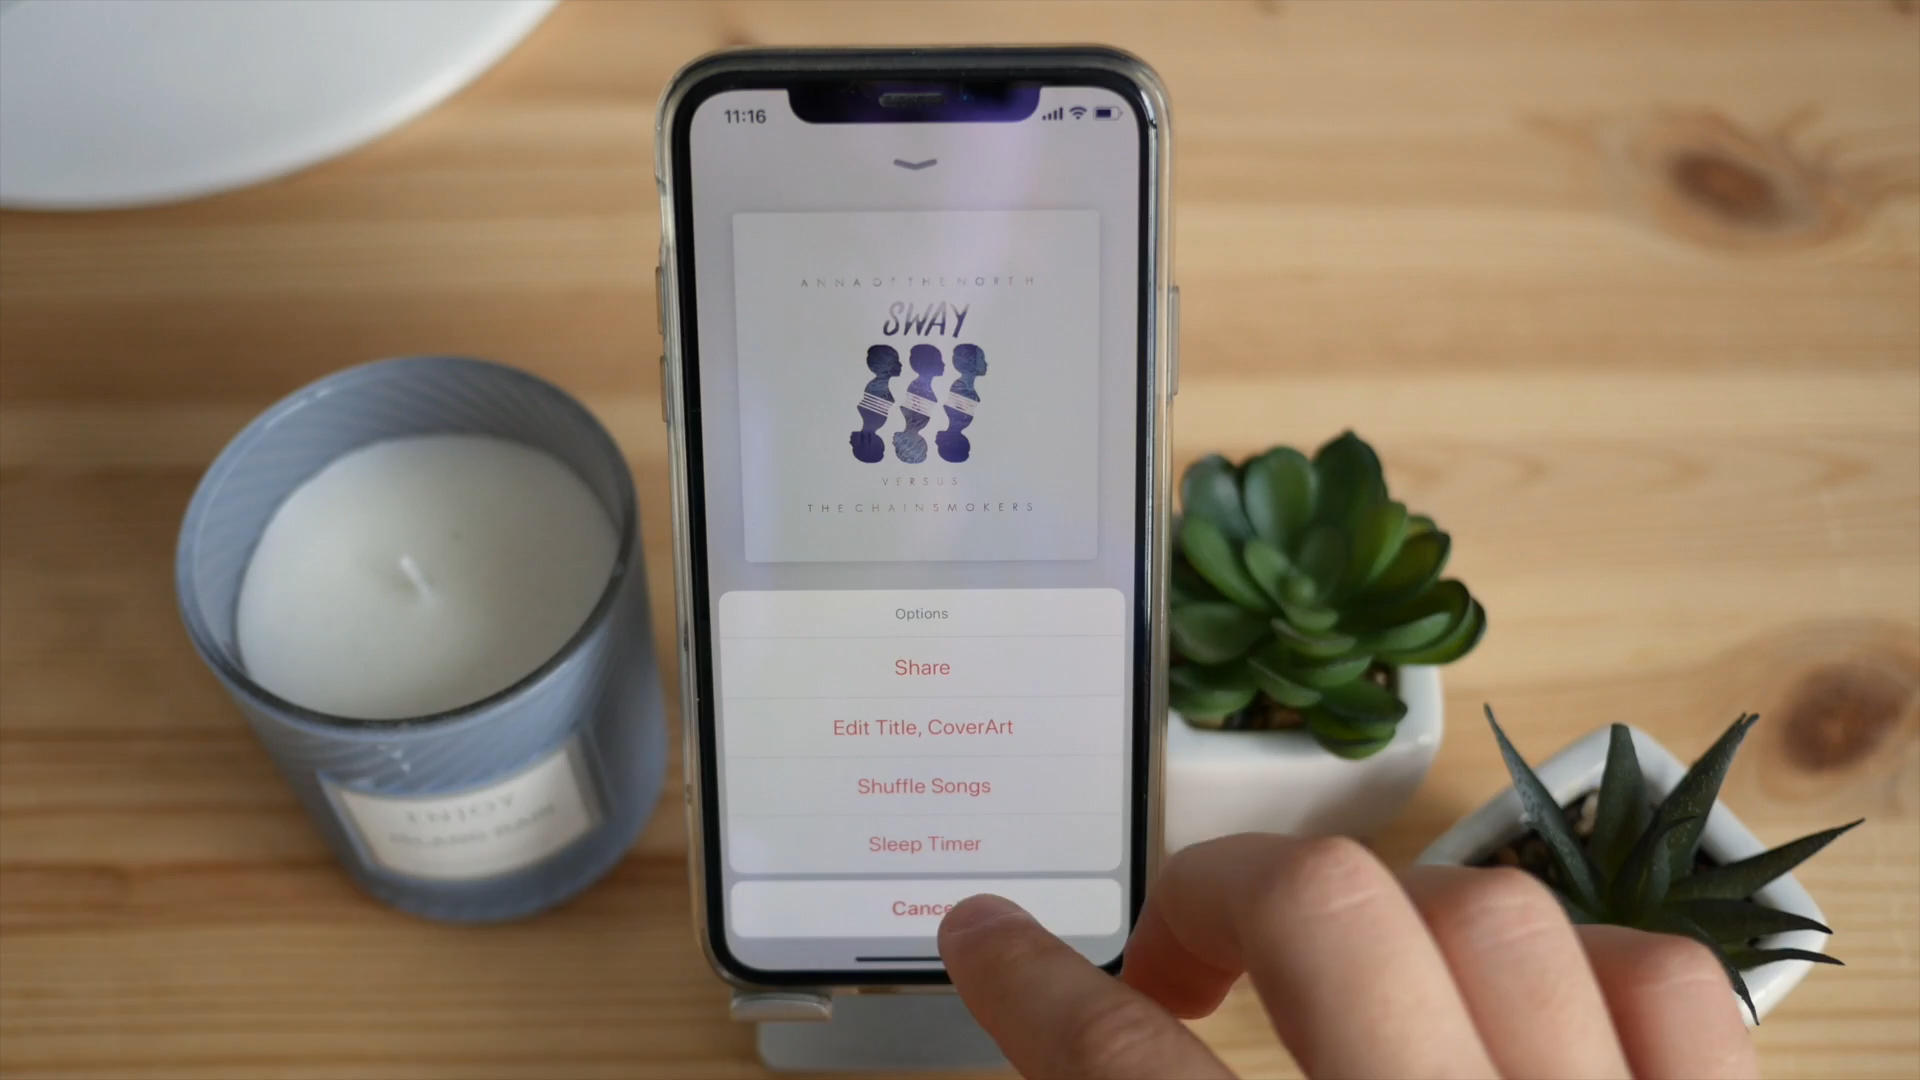 11:16
ANNA OF THE NORTH
SWAY
VERSUS
THE CHAINSMOKERS
Options
Share
Edit Title, CoverArt
Shuffle Songs
Sleep Timer
Cancel
ENJOY